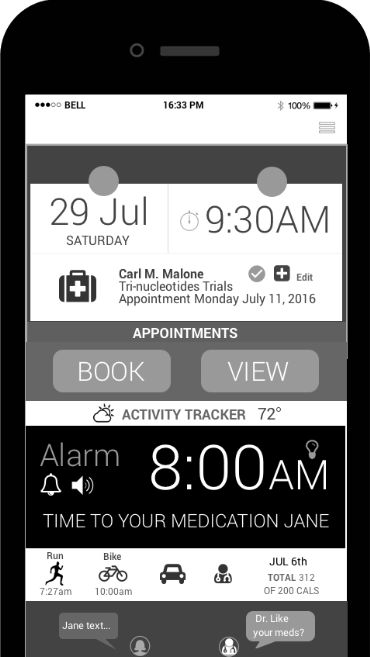 BELL 16:33 PM 100%
29 Jul
SATURDAY
9:30AM
Carl M. Malone
Edit
Tri-nucleotides Trials
Appointment Monday July 11, 2016
APPOINTMENTS
BOOK VIEW
ACTIVITY TRACKER 72°
Alarm
8:00AM
TIME TO YOUR MEDICATION JANE
Run
7:27am
Bike
10:00am
JUL 6th
TOTAL 312
OF 200 CALS
Jane text...
Dr. Like
your meds?